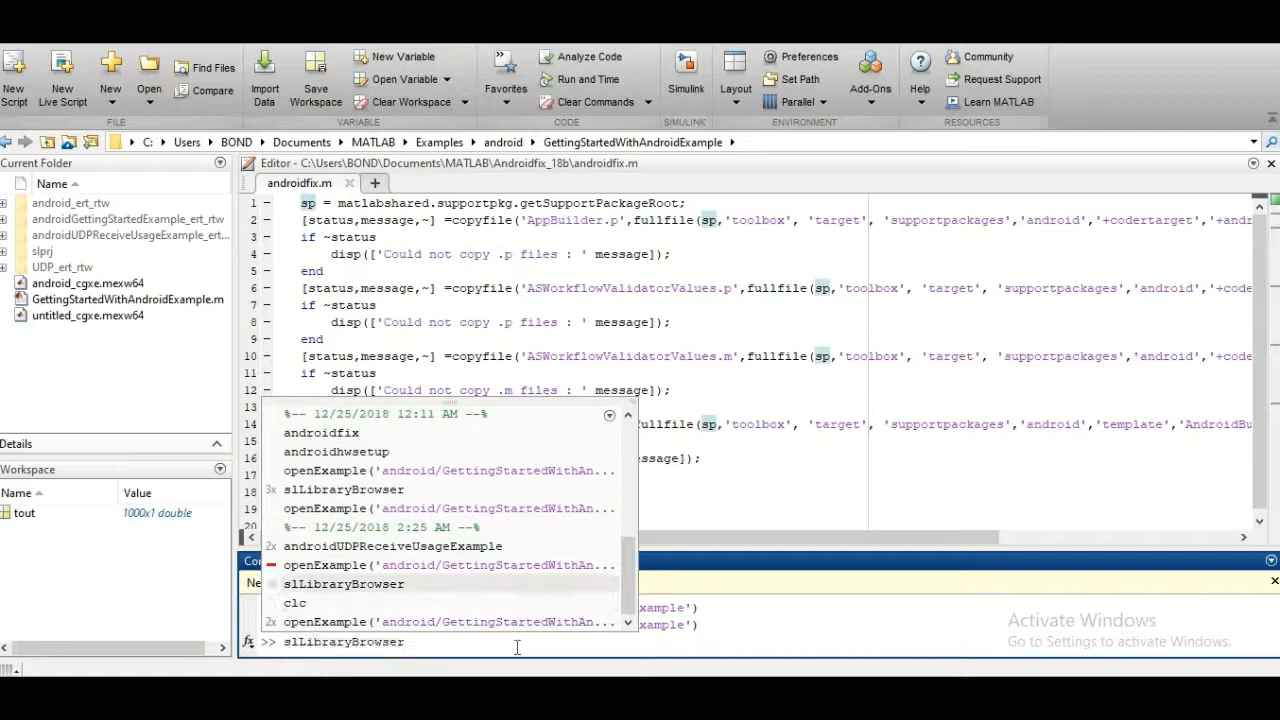 New Script
New Live Script
New
Open
Find Files
Compare
Import Data
Save Workspace
New Variable
Open Variable
Clear Workspace
Favorites
Analyze Code
Run and Time
Clear Commands
Simulink
Layout
Preferences
Set Path
Parallel
Add-Ons
Help
Community
Request Support
Learn MATLAB
FILE
VARIABLE
CODE
SIMULINK
ENVIRONMENT
RESOURCES
C: Users BOND Documents MATLAB Examples android GettingStartedWithAndroidExample
Current Folder
Name
android_ert_rtw
androidGettingStartedExample_ert_rtw
androidUDPReceiveUsageExample_ert...
slprj
UDP_ert_rtw
android_cgxe.mexw64
GettingStartedWithAndroidExample.m
untitled_cgxe.mexw64
Details
Workspace
Name Value
tout 1000x1 double
Editor - C:\Users\BOND\Documents\MATLAB\Androidfix_18b\androidfix.m
androidfix.m
1 sp = matlabshared.supportpkg.getSupportPackageRoot;
2 [status,message,~] =copyfile('AppBuilder.p',fullfile(sp,'toolbox', 'target', 'supportpackages','android','+codertarget','+andr
3 if ~status
4 disp(['Could not copy .p files : ' message]);
5 end
6 [status,message,~] =copyfile('ASWorkflowValidatorValues.p',fullfile(sp,'toolbox', 'target', 'supportpackages','android','+code
7 if ~status
8 disp(['Could not copy .p files : ' message]);
9 end
10 [status,message,~] =copyfile('ASWorkflowValidatorValues.m',fullfile(sp,'toolbox', 'target', 'supportpackages','android','+code
11 if ~status
12 disp(['Could not copy .m files : ' message]);
13
14 fullfile(sp,'toolbox', 'target', 'supportpackages','android','template','AndroidBu
15
16 ssage]);
17
18
19
20
%-- 12/25/2018 12:11 AM --%
androidfix
androidhwsetup
openExample('android/GettingStartedWithAn...
3x slLibraryBrowser
openExample('android/GettingStartedWithAn...
%-- 12/25/2018 2:25 AM --%
2x androidUDPReceiveUsageExample
openExample('android/GettingStartedWithAn...
slLibraryBrowser
clc
2x openExample('android/GettingStartedWithAn...
Co
Ne
xample')
xample')
fx >> slLibraryBrowser
Activate Windows
Go to Settings to activate Windows.